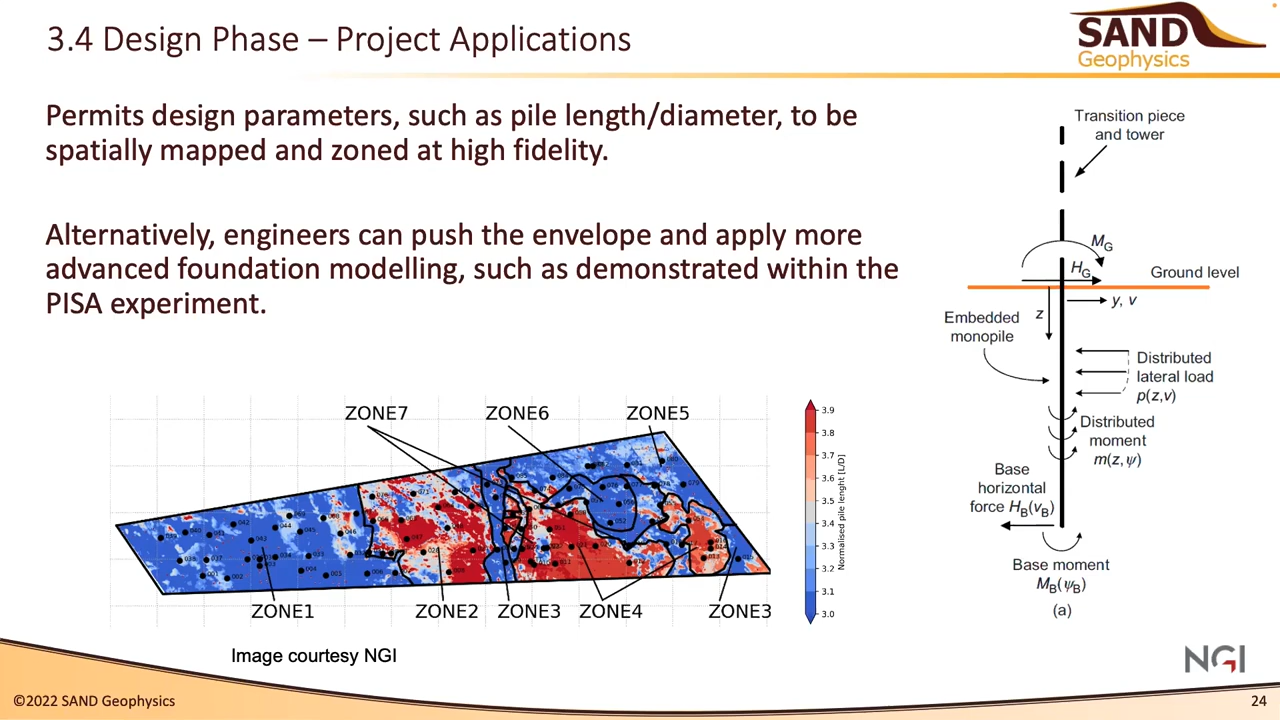 3.4 Design Phase – Project Applications
SAND
Geophysics
Permits design parameters, such as pile length/diameter, to be
spatially mapped and zoned at high fidelity.
Alternatively, engineers can push the envelope and apply more
advanced foundation modelling, such as demonstrated within the
PISA experiment.
Transition piece
and tower
M_G
H_G
Ground level
y, v
z
Embedded
monopile
Distributed
lateral load
p(z,v)
Distributed
moment
m(z,ψ)
Base
horizontal
force H_B(v_B)
Base moment
M_B(ψ_B)
(a)
ZONE7 ZONE6 ZONE5
ZONE1 ZONE2 ZONE3 ZONE4 ZONE3
3.9
3.8
3.7
3.6
3.5
3.4
3.3
3.2
3.1
3.0
Normalised pile lenght [L/D]
Image courtesy NGI
NGI
©2022 SAND Geophysics
24